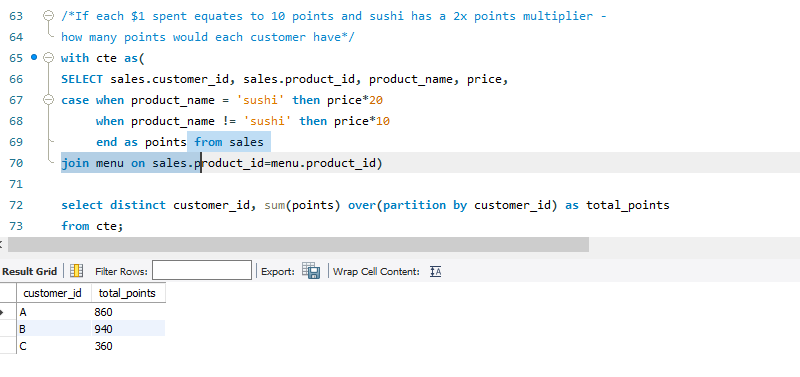 63 /*If each $1 spent equates to 10 points and sushi has a 2x points multiplier -
64 how many points would each customer have*/
65 with cte as(
66 SELECT sales.customer_id, sales.product_id, product_name, price,
67 case when product_name = 'sushi' then price*20
68 when product_name != 'sushi' then price*10
69 end as points from sales
70 join menu on sales.product_id=menu.product_id)
71
72 select distinct customer_id, sum(points) over(partition by customer_id) as total_points
73 from cte;
Result Grid Filter Rows: Export: Wrap Cell Content: IA
customer_id total_points
A 860
B 940
C 360